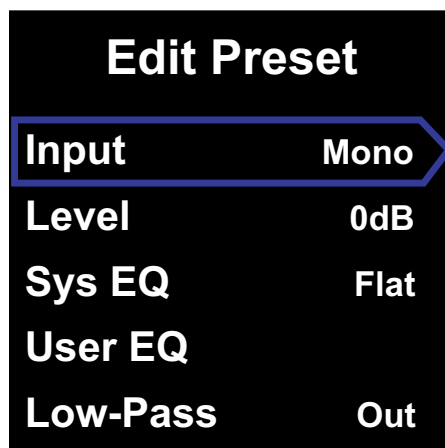 Edit Preset
Input Mono
Level 0dB
Sys EQ Flat
User EQ
Low-Pass Out